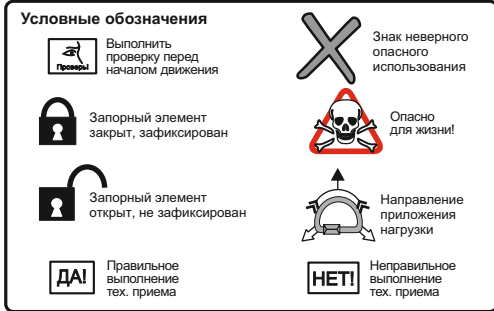 Условные обозначения
Проверь!
Выполнить
проверку перед
началом движения
Знак неверного
опасного
использования
Запорный элемент
закрыт, зафиксирован
Опасно
для жизни!
Запорный элемент
открыт, не зафиксирован
Направление
приложения
нагрузки
ДА!
Правильное
выполнение
тех. приема
НЕТ!
Неправильное
выполнение
тех. приема